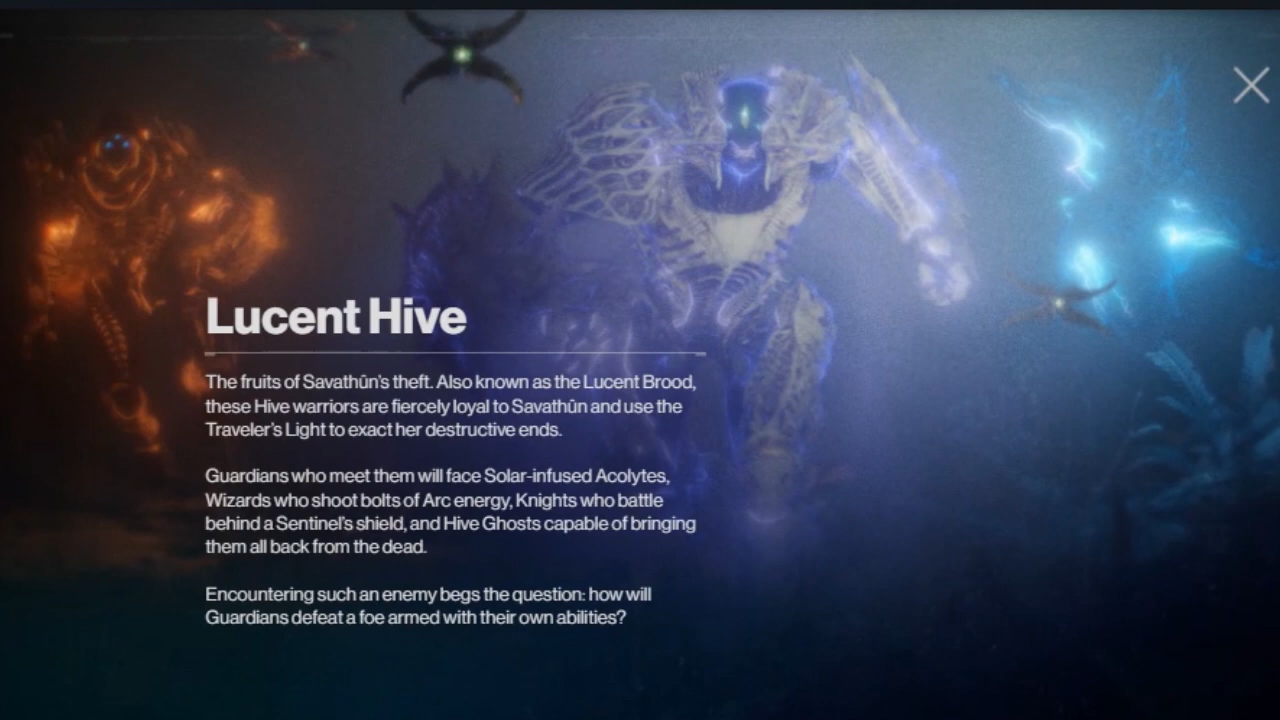 Lucent Hive
The fruits of Savathûn's theft. Also known as the Lucent Brood,
these Hive warriors are fiercely loyal to Savathûn and use the
Traveler's Light to exact her destructive ends.
Guardians who meet them will face Solar-infused Acolytes,
Wizards who shoot bolts of Arc energy, Knights who battle
behind a Sentinel's shield, and Hive Ghosts capable of bringing
them all back from the dead.
Encountering such an enemy begs the question: how will
Guardians defeat a foe armed with their own abilities?